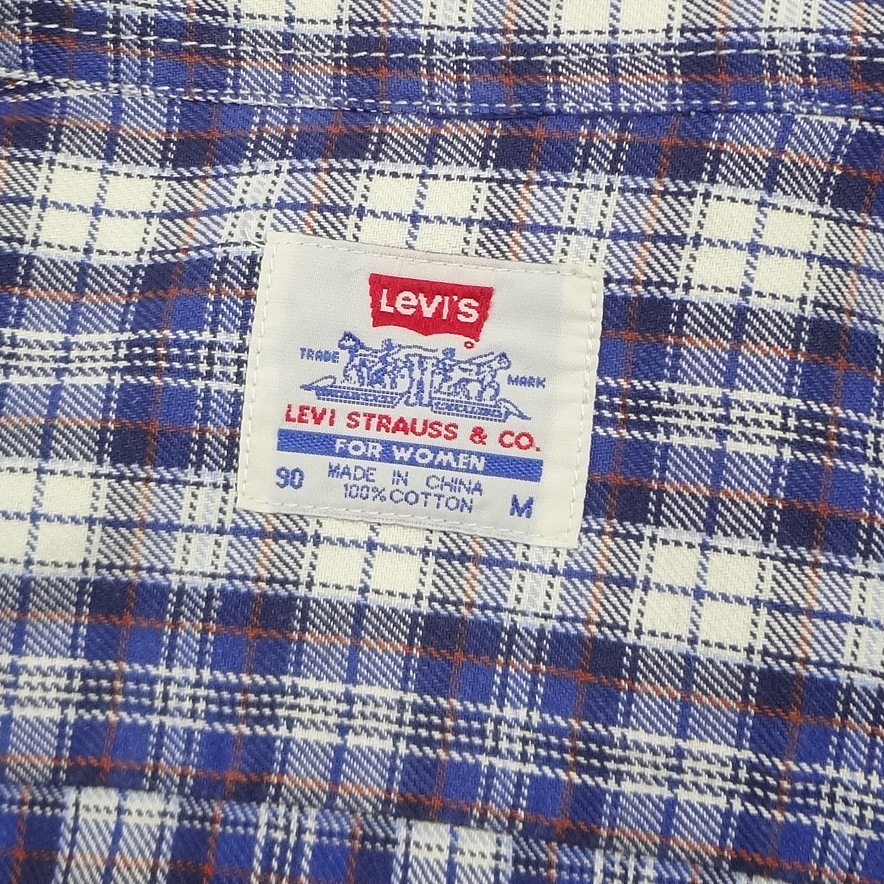 LEVI'S
TRADE MARK
LEVI STRAUSS & CO.
FOR WOMEN
90 MADE IN CHINA
100% COTTON M